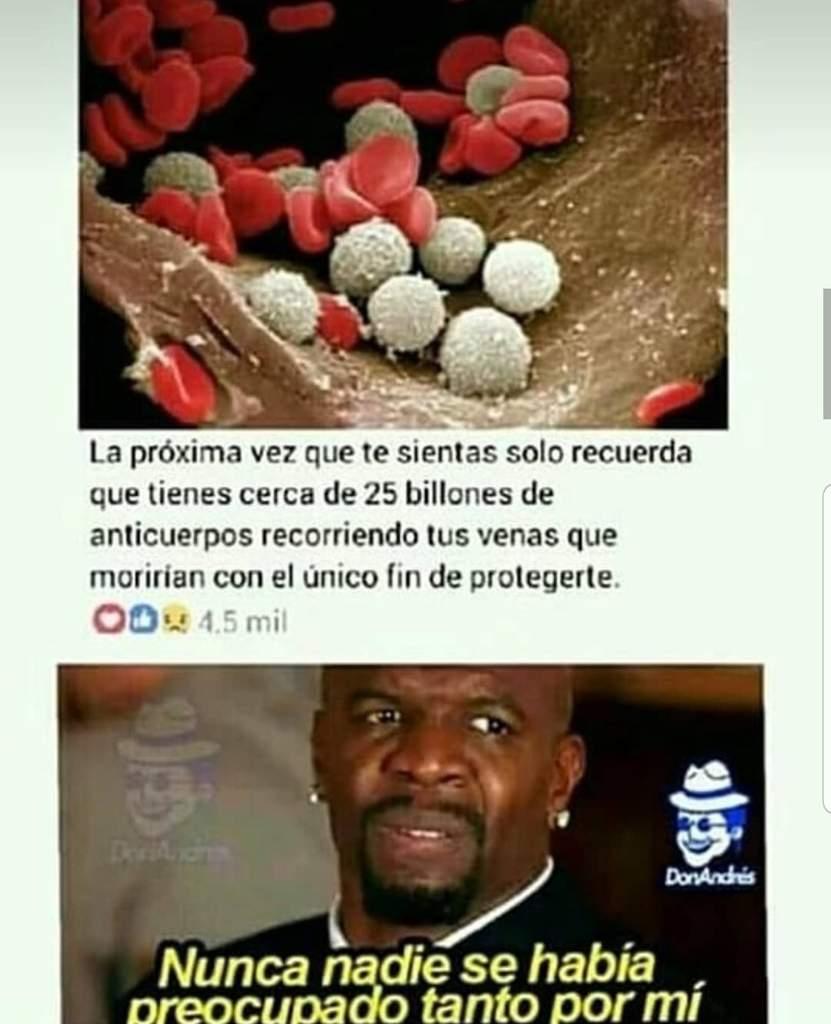 La próxima vez que te sientas solo recuerda
que tienes cerca de 25 billones de
anticuerpos recorriendo tus venas que
morirían con el único fin de protegerte.
4.5 mil
DonAndrés
DonAndrés
Nunca nadie se había
preocupado tanto por mí